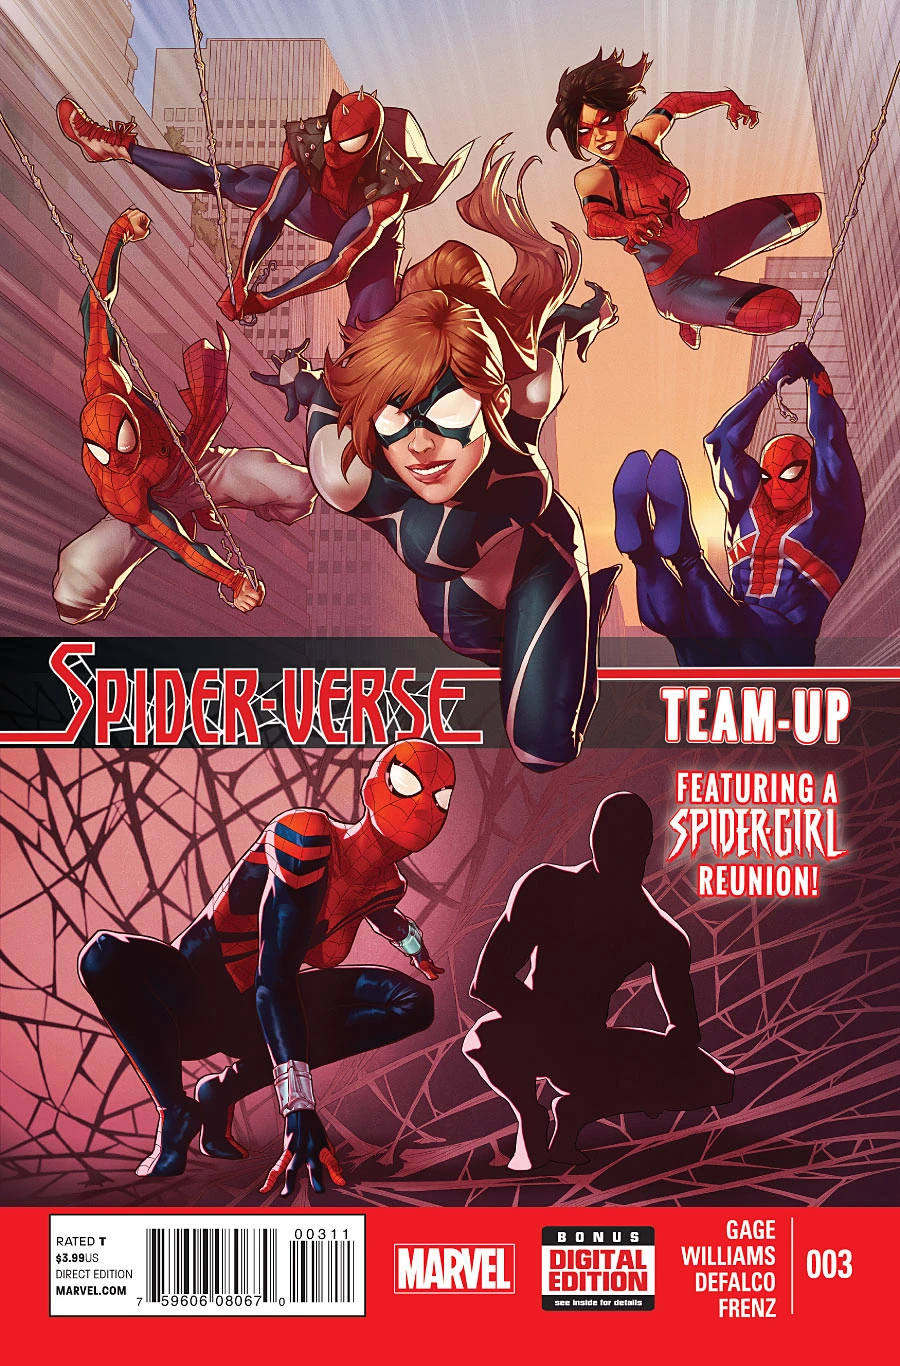 SPIDER-VERSE
TEAM-UP
FEATURING A
SPIDER-GIRL
REUNION!
RATED T
$3.99US
DIRECT EDITION
MARVEL.COM
00311
7 59606 08067 0
MARVEL
BONUS
DIGITAL
EDITION
see inside for details
GAGE
WILLIAMS
DEFALCO
FRENZ
003